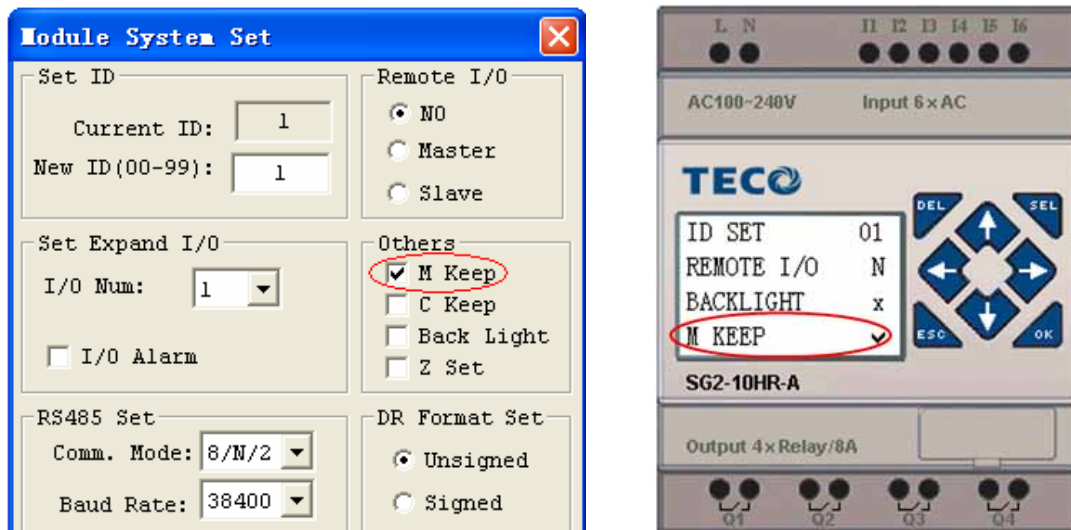 Module System Set
Set ID
Current ID: 1
New ID(00-99): 1
Remote I/O
NO
Master
Slave
Set Expand I/O
I/O Num: 1
I/O Alarm
Others
M Keep
C Keep
Back Light
Z Set
RS485 Set
Comm. Mode: 8/N/2
Baud Rate: 38400
DR Format Set
Unsigned
Signed
L N I1 I2 I3 I4 I5 I6
AC100~240V Input 6×AC
TECO
DEL SEL
ID SET 01
REMOTE I/O N
BACKLIGHT x
M KEEP
ESC OK
SG2-10HR-A
Output 4×Relay/8A
Q1 Q2 Q3 Q4